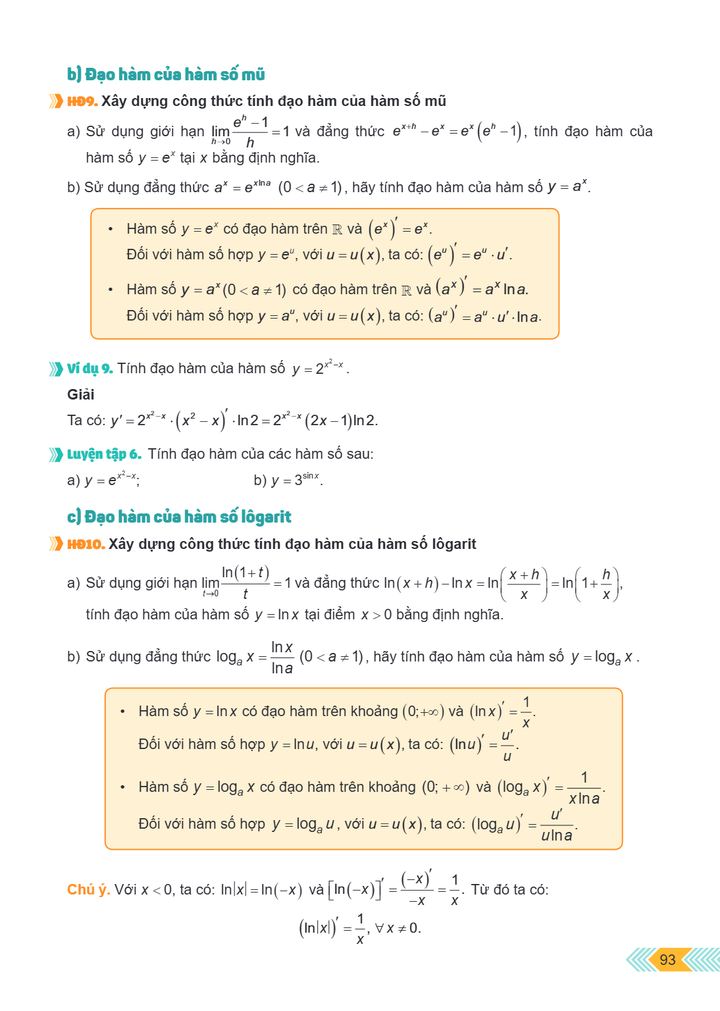 b) Đạo hàm của hàm số mũ
HĐ9. Xây dựng công thức tính đạo hàm của hàm số mũ
a) Sử dụng giới hạn lim_{h→0} (e^h − 1)/h = 1 và đẳng thức e^{x+h} − e^x = e^x (e^h − 1), tính đạo hàm của
hàm số y = e^x tại x bằng định nghĩa.
b) Sử dụng đẳng thức a^x = e^{x ln a} (0 < a ≠ 1), hãy tính đạo hàm của hàm số y = a^x.
• Hàm số y = e^x có đạo hàm trên ℝ và (e^x)′ = e^x.
Đối với hàm số hợp y = e^u, với u = u(x), ta có: (e^u)′ = e^u · u′.
• Hàm số y = a^x (0 < a ≠ 1) có đạo hàm trên ℝ và (a^x)′ = a^x ln a.
Đối với hàm số hợp y = a^u, với u = u(x), ta có: (a^u)′ = a^u · u′ · ln a.
Ví dụ 9. Tính đạo hàm của hàm số y = 2^{x²−x}.
Giải
Ta có: y′ = 2^{x²−x} · (x² − x)′ · ln 2 = 2^{x²−x} (2x − 1) ln 2.
Luyện tập 6. Tính đạo hàm của các hàm số sau:
a) y = e^{x²−x}; b) y = 3^{sin x}.
c) Đạo hàm của hàm số lôgarit
HĐ10. Xây dựng công thức tính đạo hàm của hàm số lôgarit
a) Sử dụng giới hạn lim_{t→0} ln(1 + t)/t = 1 và đẳng thức ln(x + h) − ln x = ln((x + h)/x) = ln(1 + h/x),
tính đạo hàm của hàm số y = ln x tại điểm x > 0 bằng định nghĩa.
b) Sử dụng đẳng thức log_a x = ln x/ln a (0 < a ≠ 1), hãy tính đạo hàm của hàm số y = log_a x.
• Hàm số y = ln x có đạo hàm trên khoảng (0; +∞) và (ln x)′ = 1/x.
Đối với hàm số hợp y = ln u, với u = u(x), ta có: (ln u)′ = u′/u.
• Hàm số y = log_a x có đạo hàm trên khoảng (0; +∞) và (log_a x)′ = 1/(x ln a).
Đối với hàm số hợp y = log_a u, với u = u(x), ta có: (log_a u)′ = u′/(u ln a).
Chú ý. Với x < 0, ta có: ln|x| = ln(−x) và [ln(−x)]′ = (−x)′/(−x) = 1/x. Từ đó ta có:
(ln|x|)′ = 1/x, ∀ x ≠ 0.
93